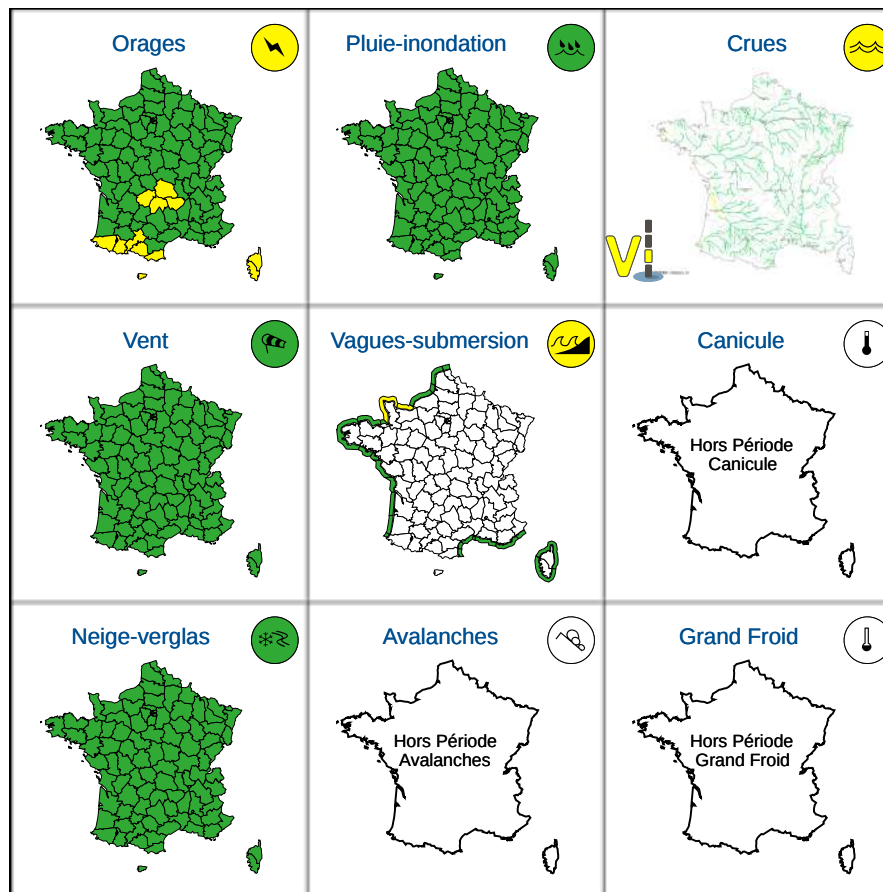 Orages
Pluie-inondation
Crues
Vi
Vent
Vagues-submersion
Canicule
Hors Période
Canicule
Neige-verglas
Avalanches
Grand Froid
Hors Période
Avalanches
Hors Période
Grand Froid